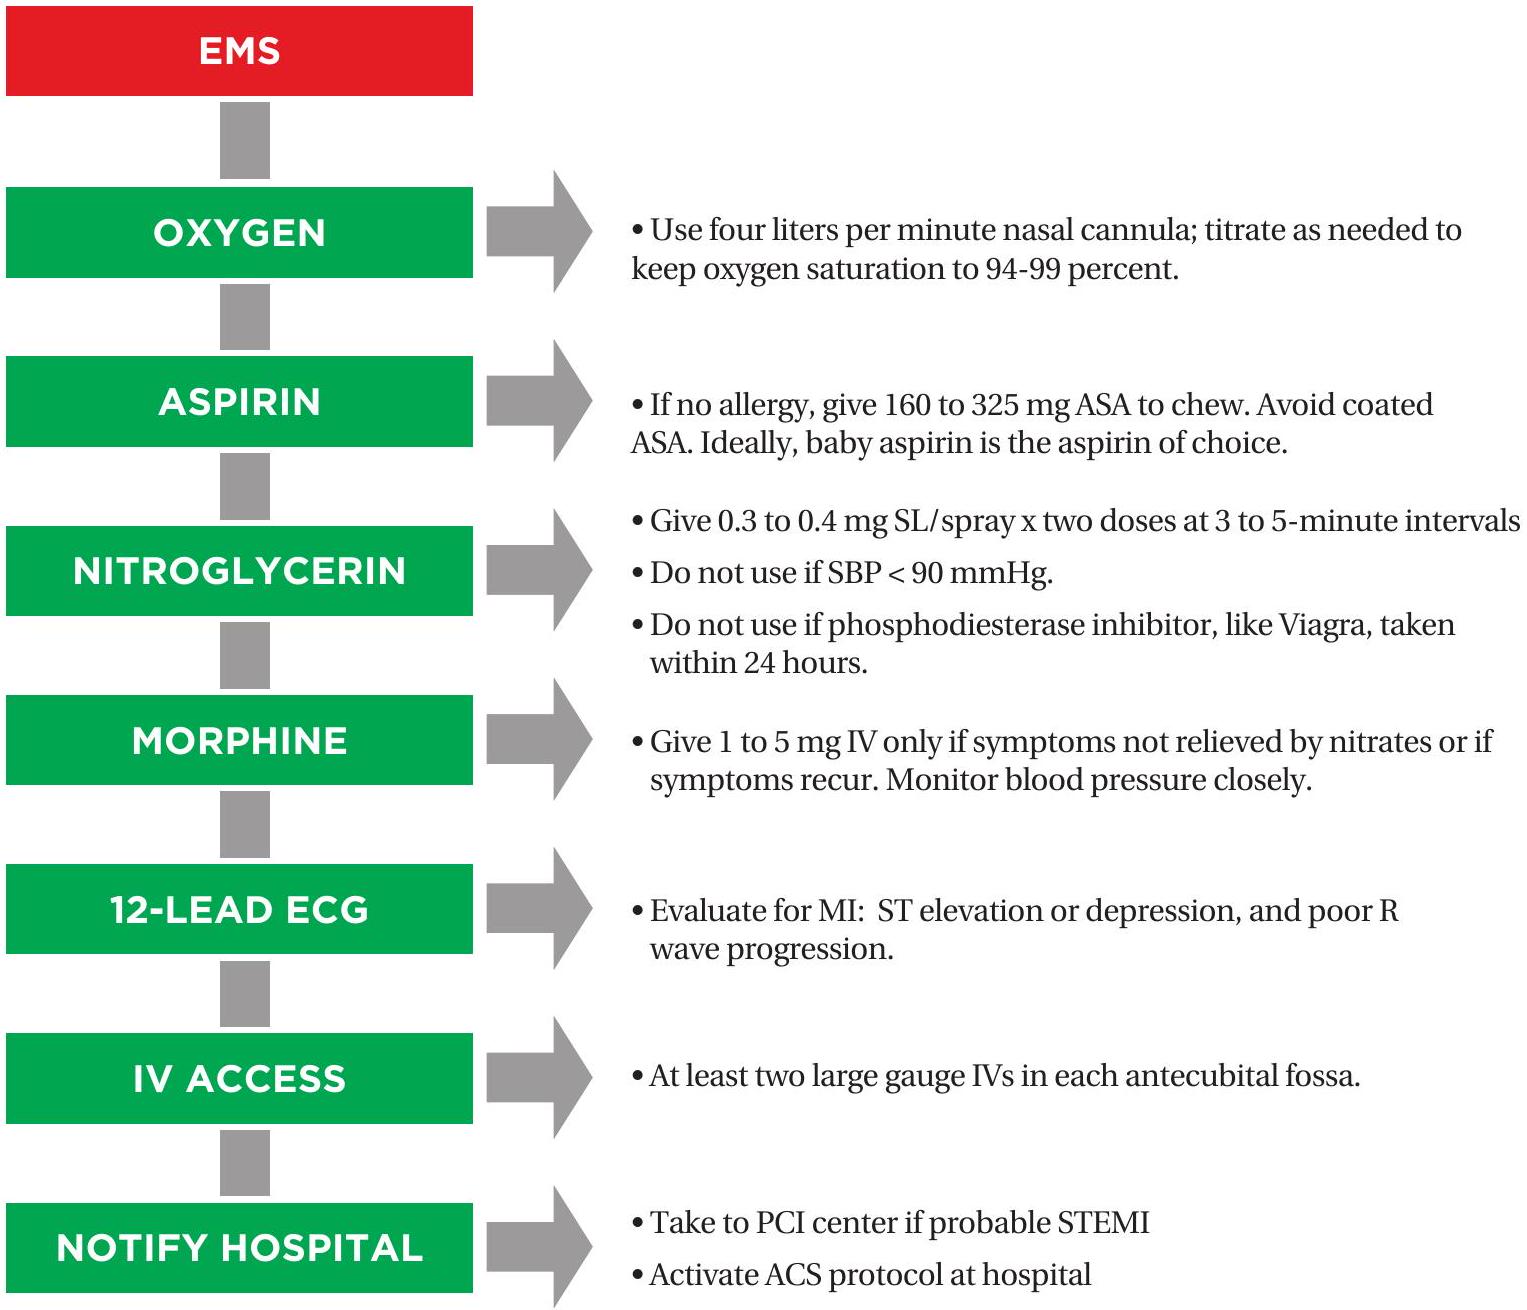 EMS
OXYGEN
• Use four liters per minute nasal cannula; titrate as needed to
keep oxygen saturation to 94-99 percent.
ASPIRIN
• If no allergy, give 160 to 325 mg ASA to chew. Avoid coated
ASA. Ideally, baby aspirin is the aspirin of choice.
NITROGLYCERIN
• Give 0.3 to 0.4 mg SL/spray x two doses at 3 to 5-minute intervals
• Do not use if SBP < 90 mmHg.
• Do not use if phosphodiesterase inhibitor, like Viagra, taken
within 24 hours.
MORPHINE
• Give 1 to 5 mg IV only if symptoms not relieved by nitrates or if
symptoms recur. Monitor blood pressure closely.
12-LEAD ECG
• Evaluate for MI: ST elevation or depression, and poor R
wave progression.
IV ACCESS
• At least two large gauge IVs in each antecubital fossa.
NOTIFY HOSPITAL
• Take to PCI center if probable STEMI
• Activate ACS protocol at hospital